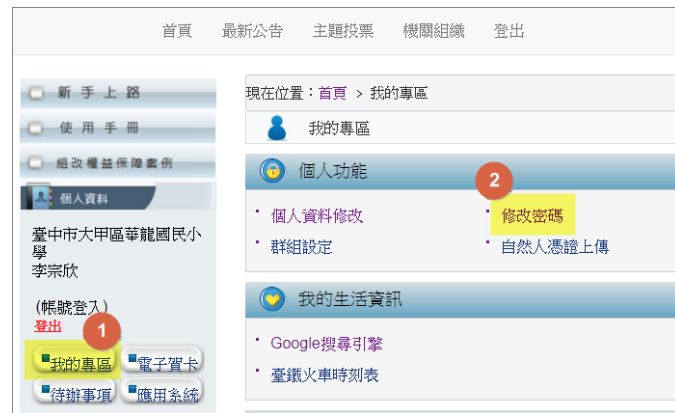 首頁 最新公告 主題投票 機關組織 登出
新手上路
使用手冊
組改權益保障案例
個人資料
臺中市大甲區華龍國民小
學
李宗欣
(帳號登入)
登出
1
我的專區 電子賀卡
待辦事項 應用系統
現在位置：首頁 > 我的專區
我的專區
個人功能
2
個人資料修改 修改密碼
群組設定 自然人憑證上傳
我的生活資訊
Google搜尋引擎
臺鐵火車時刻表